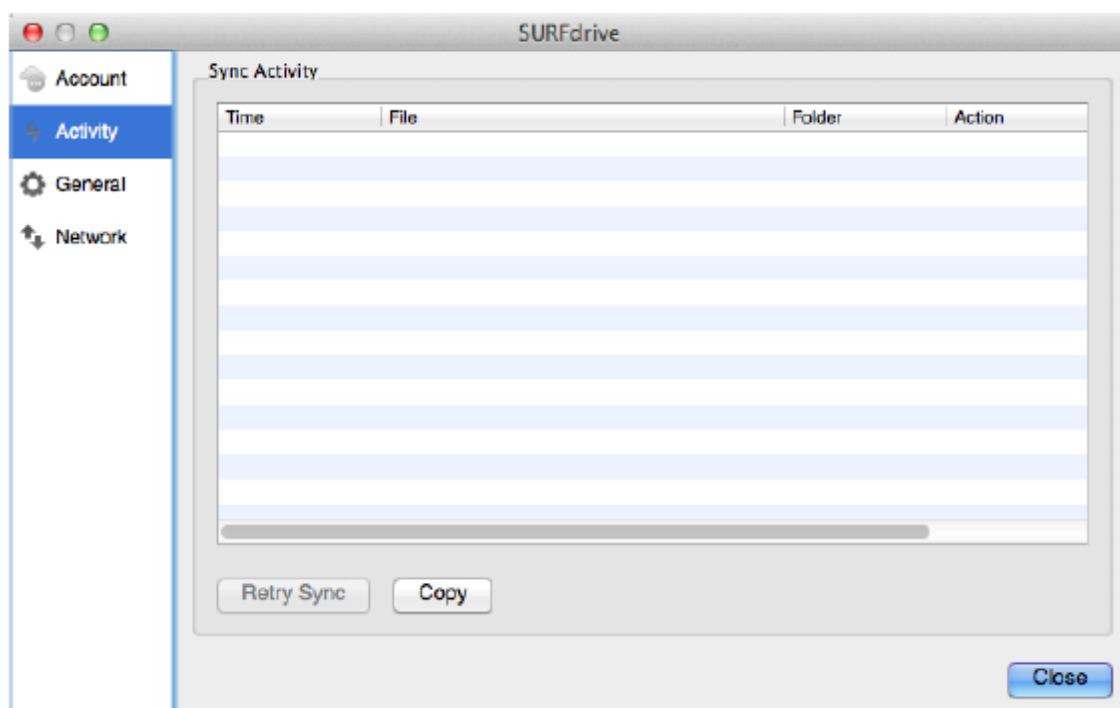 SURFdrive
Account
Activity
General
Network
Sync Activity
Time File Folder Action
Retry Sync Copy
Close